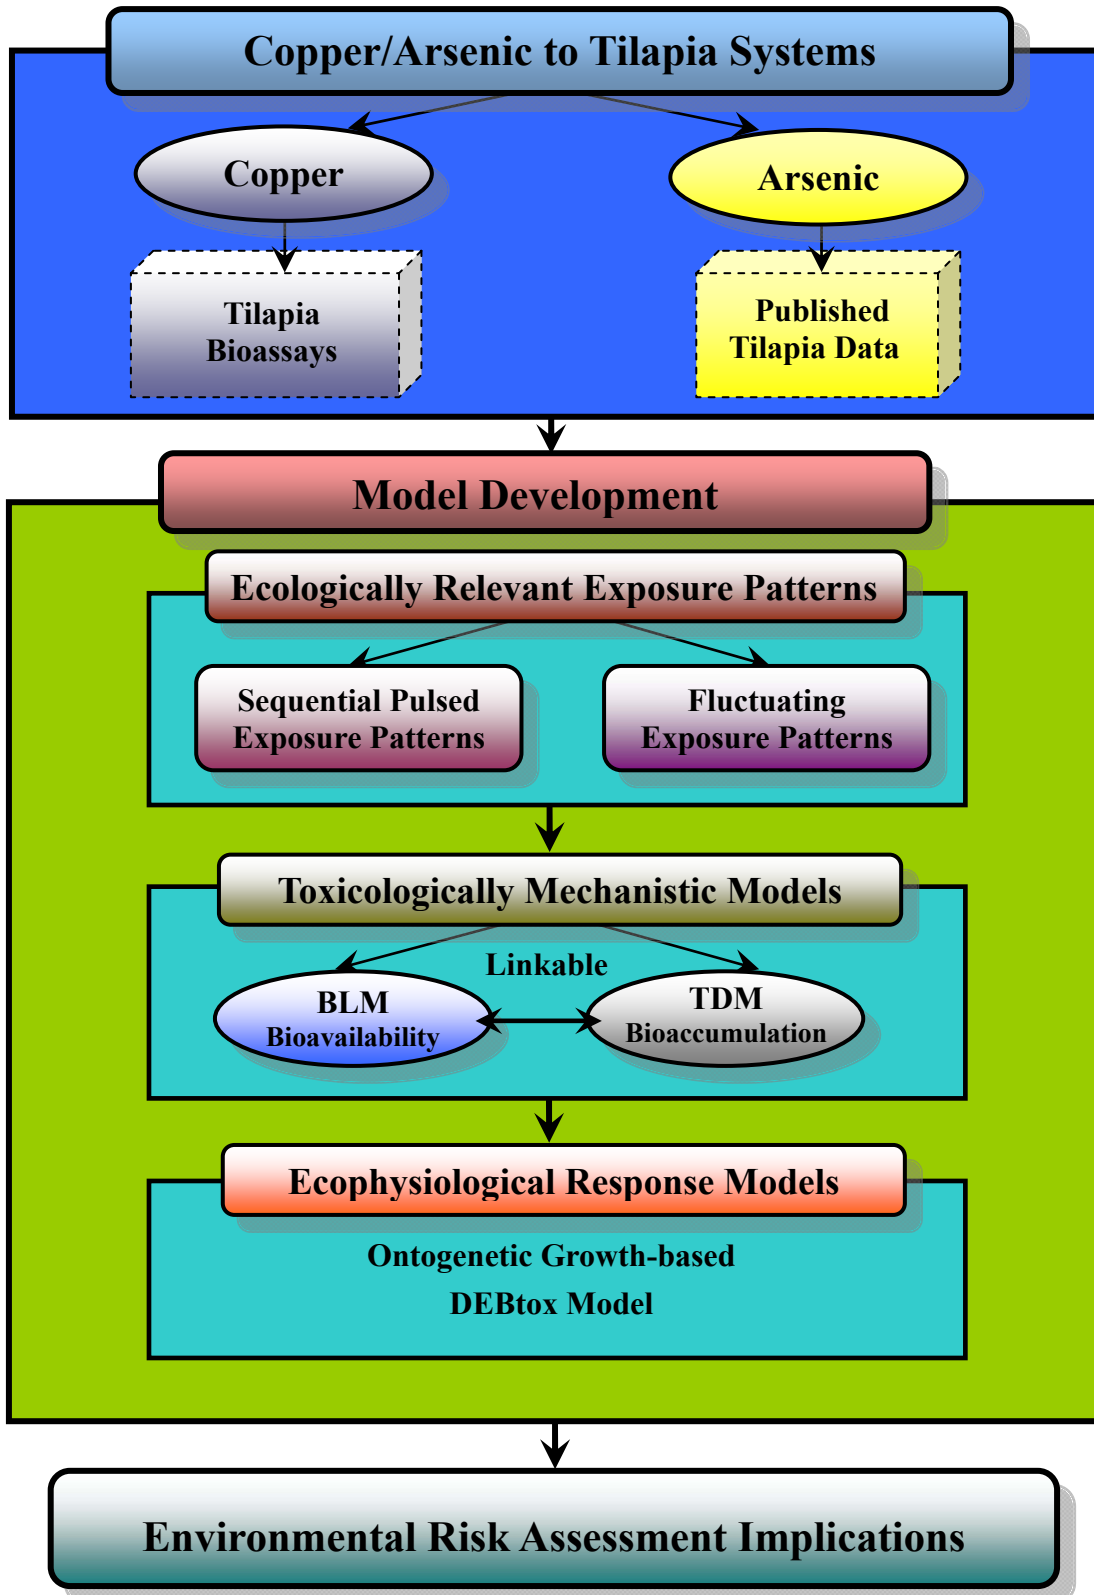 Copper/Arsenic to Tilapia Systems
Copper
Arsenic
Tilapia
Bioassays
Published
Tilapia Data
Model Development
Ecologically Relevant Exposure Patterns
Sequential Pulsed
Exposure Patterns
Fluctuating
Exposure Patterns
Toxicologically Mechanistic Models
Linkable
BLM
Bioavailability
TDM
Bioaccumulation
Ecophysiological Response Models
Ontogenetic Growth-based
DEBtox Model
Environmental Risk Assessment Implications